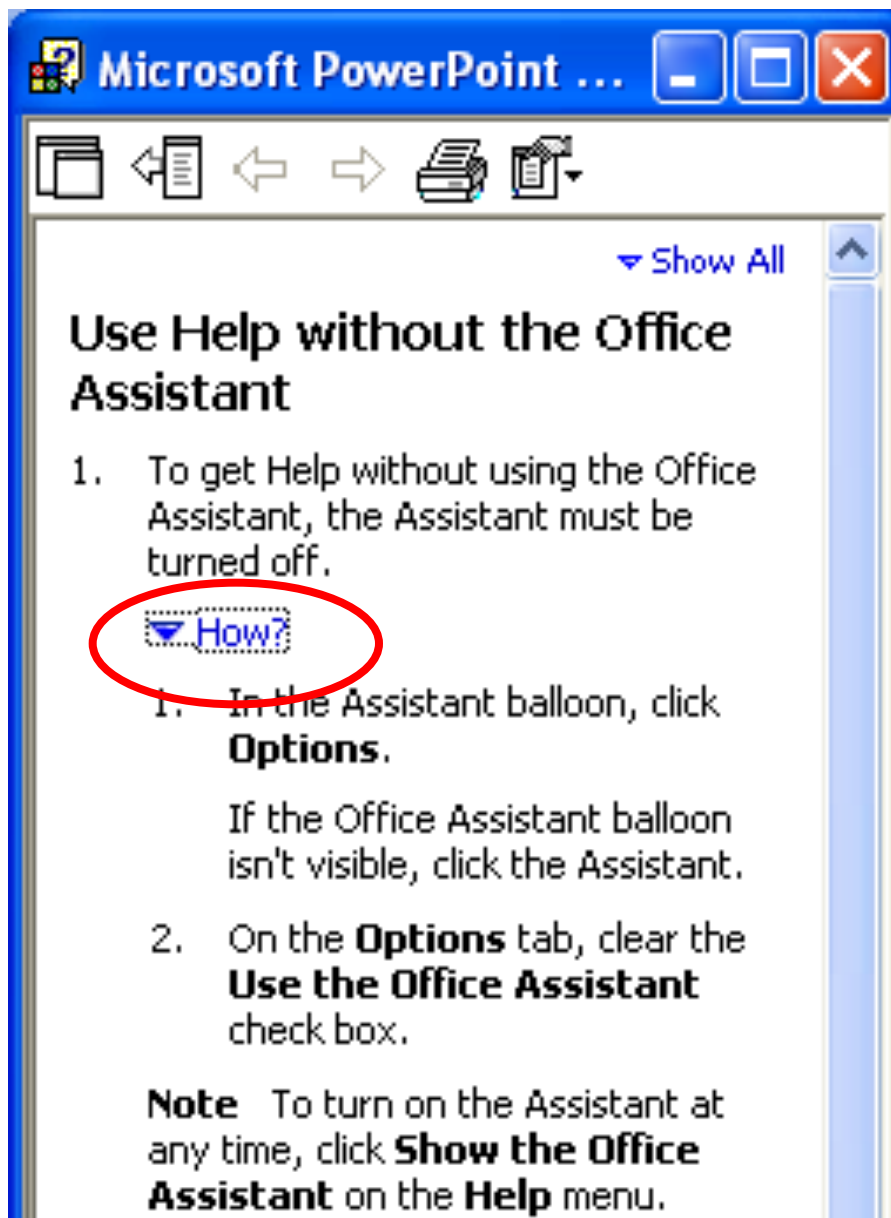 Microsoft PowerPoint ...
Show All
Use Help without the Office
Assistant
1. To get Help without using the Office
Assistant, the Assistant must be
turned off.
How?
1. In the Assistant balloon, click
Options.
If the Office Assistant balloon
isn't visible, click the Assistant.
2. On the Options tab, clear the
Use the Office Assistant
check box.
Note To turn on the Assistant at
any time, click Show the Office
Assistant on the Help menu.